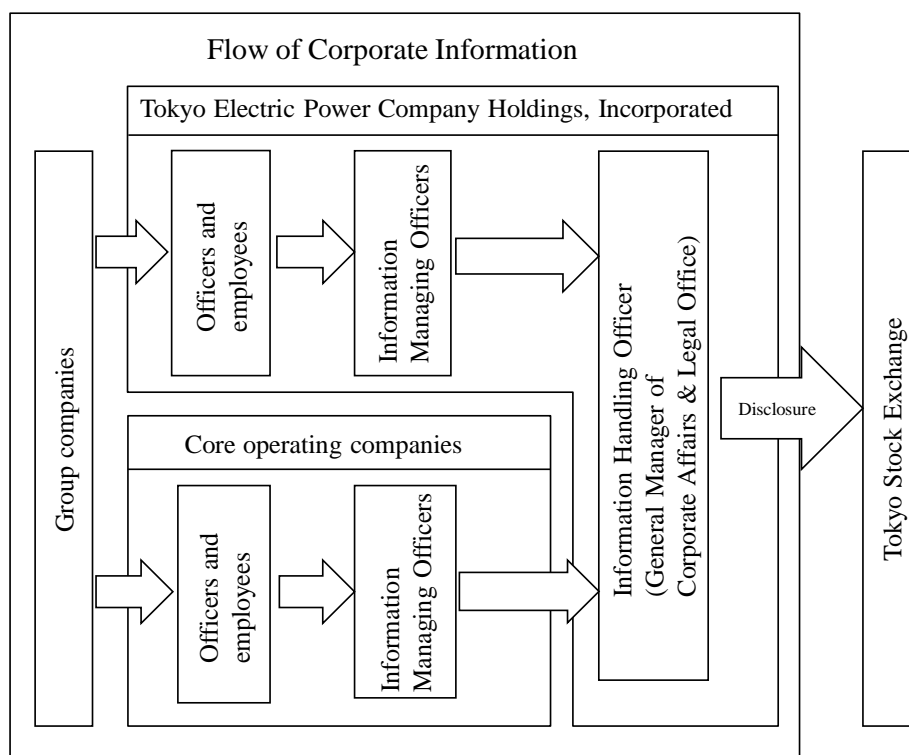 Flow of Corporate Information
Tokyo Electric Power Company Holdings, Incorporated
Group companies
Officers and
employees
Information
Managing Officers
Information Handling Officer
(General Manager of
Corporate Affairs & Legal Office)
Disclosure
Tokyo Stock Exchange
Core operating companies
Officers and
employees
Information
Managing Officers